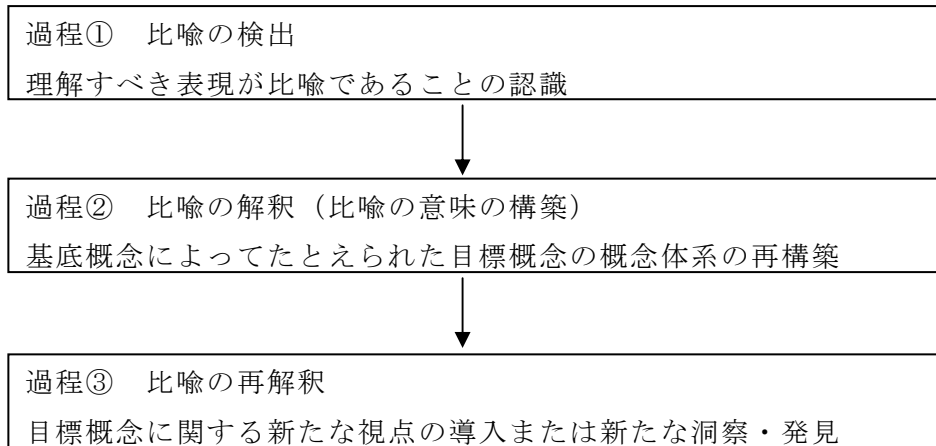 過程①　比喩の検出
理解すべき表現が比喩であることの認識
過程②　比喩の解釈（比喩の意味の構築）
基底概念によってたとえられた目標概念の概念体系の再構築
過程③　比喩の再解釈
目標概念に関する新たな視点の導入または新たな洞察・発見